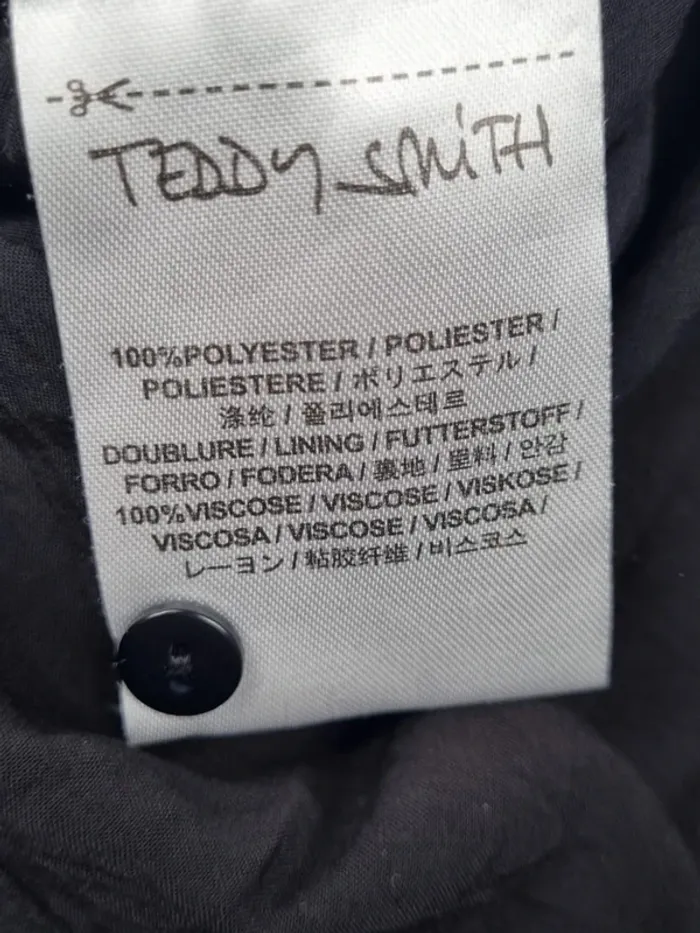 TEDDY SMITH
100%POLYESTER / POLIESTER /
POLIESTERE / ポリエステル /
涤纶 / 폴리에스테르
DOUBLURE / LINING / FUTTERSTOFF /
FORRO / FODERA / 裏地 / 里料 / 안감
100%VISCOSE / VISCOSE / VISKOSE /
VISCOSA / VISCOSE / VISCOSA /
レーヨン / 粘胶纤维 / 비스코스